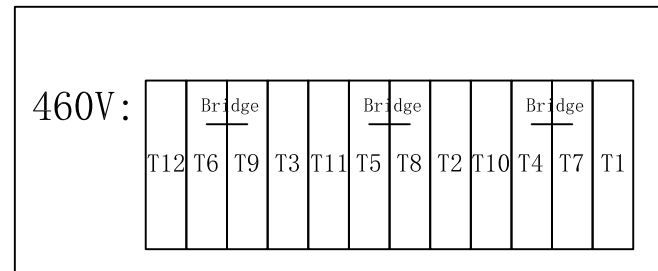 460V:
Bridge Bridge Bridge
T12 T6 T9 T3 T11 T5 T8 T2 T10 T4 T7 T1